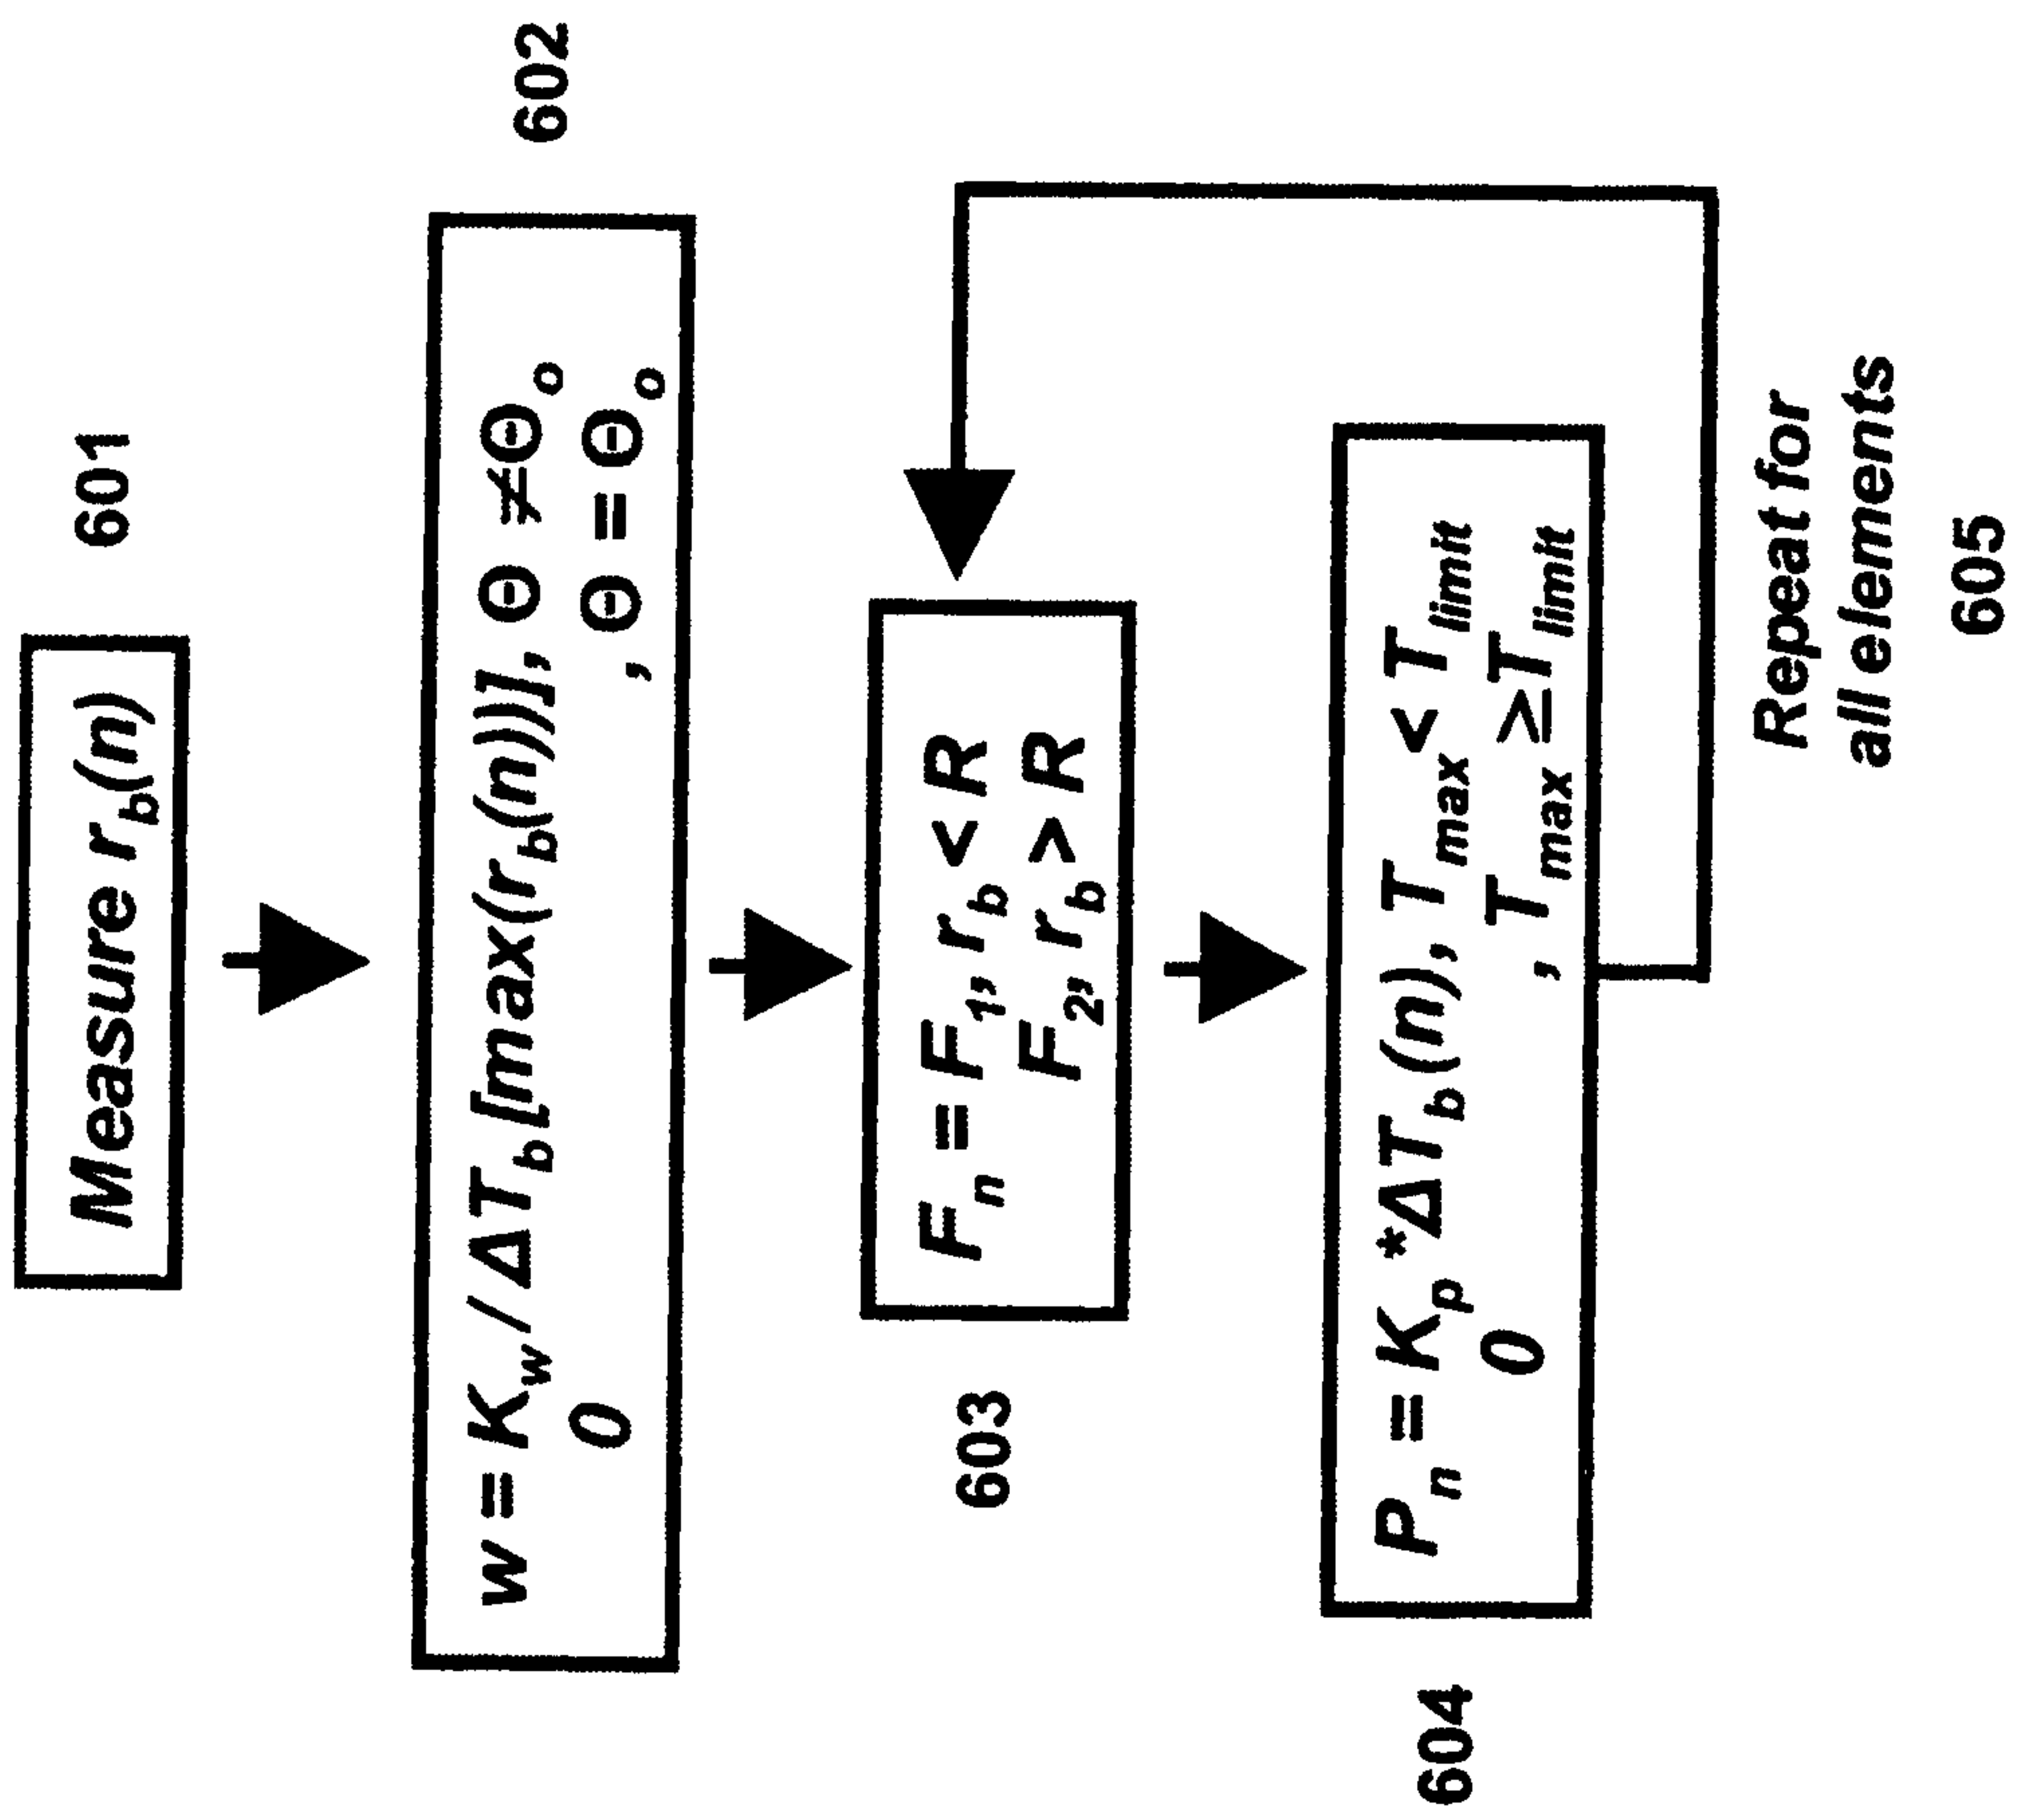 Measure r_b(n) 601
w = K_w / ΔT_b[max(r_b(n))], Θ ≠ Θ_o
0 , Θ = Θ_o
602
F_n = F_1, r_b < R
F_2, r_b > R
603
P_n = K_p*ΔT_b(n), T_max < T_limit
0 , T_max ≥ T_limit
604
Repeat for
all elements
605